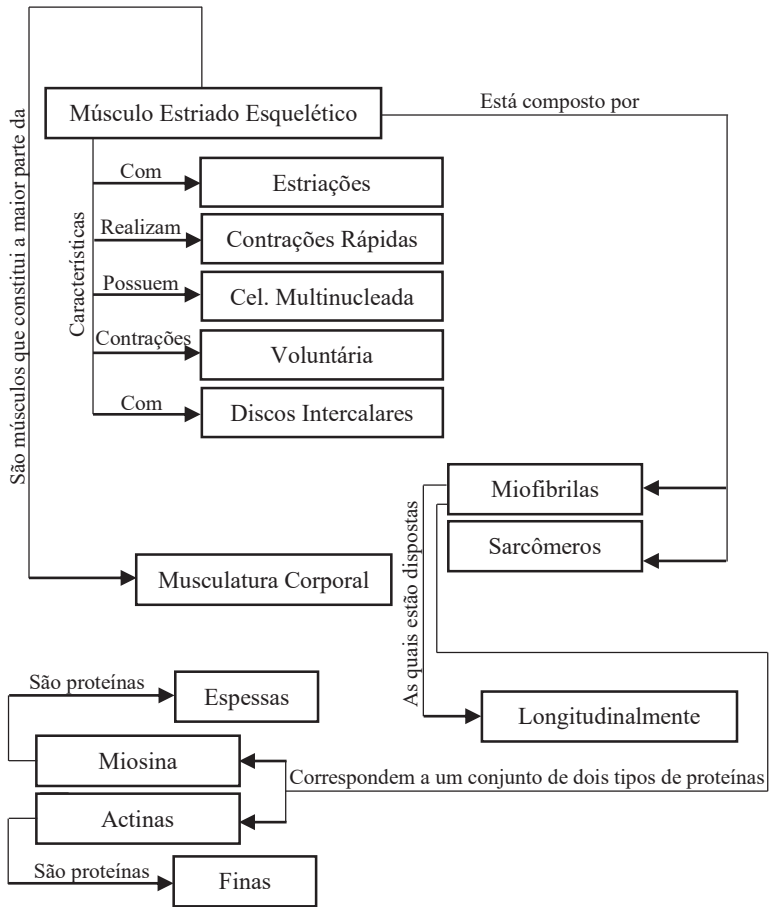 Músculo Estriado Esquelético
Está composto por
São músculos que constitui a maior parte da
Características
Com
Estriações
Realizam
Contrações Rápidas
Possuem
Cel. Multinucleada
Contrações
Voluntária
Com
Discos Intercalares
Miofibrilas
Sarcômeros
As quais estão dispostas
Musculatura Corporal
São proteínas
Espessas
Longitudinalmente
Miosina
Correspondem a um conjunto de dois tipos de proteínas
Actinas
São proteínas
Finas